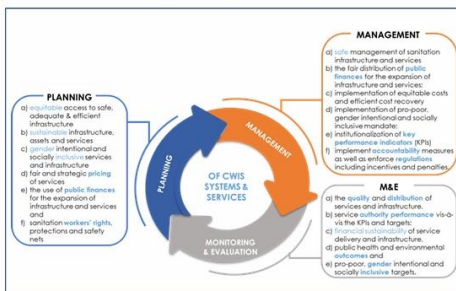 PLANNING
a) equitable access to safe,
adequate & efficient
infrastructure
b) sustainable infrastructure,
assets and services
c) gender intentional and
socially inclusive services
and infrastructure
d) fair and strategic pricing
of services
e) the use of public finances
for the expansion of
infrastructure and services
and
f) sanitation workers' rights,
protections and safety
nets
PLANNING
MANAGEMENT
MONITORING
& EVALUATION
OF CWIS
SYSTEMS &
SERVICES
MANAGEMENT
a) safe management of sanitation
infrastructure and services
b) the fair distribution of public
finances for the expansion of
infrastructure and services;
c) implementation of equitable costs
and efficient cost recovery
d) implementation of pro-poor,
gender intentional and socially
inclusive mandate;
e) institutionalization of key
performance indicators (KPIs)
f) implement accountability measures
as well as enforce regulations
including incentives and penalties.
M&E
a) the quality and distribution of
services and infrastructure.
b) service authority performance vis-à-
vis the KPIs and targets;
c) financial sustainability of service
delivery and infrastructure.
d) public health and environmental
outcomes and
e) pro-poor, gender intentional and
socially inclusive targets.